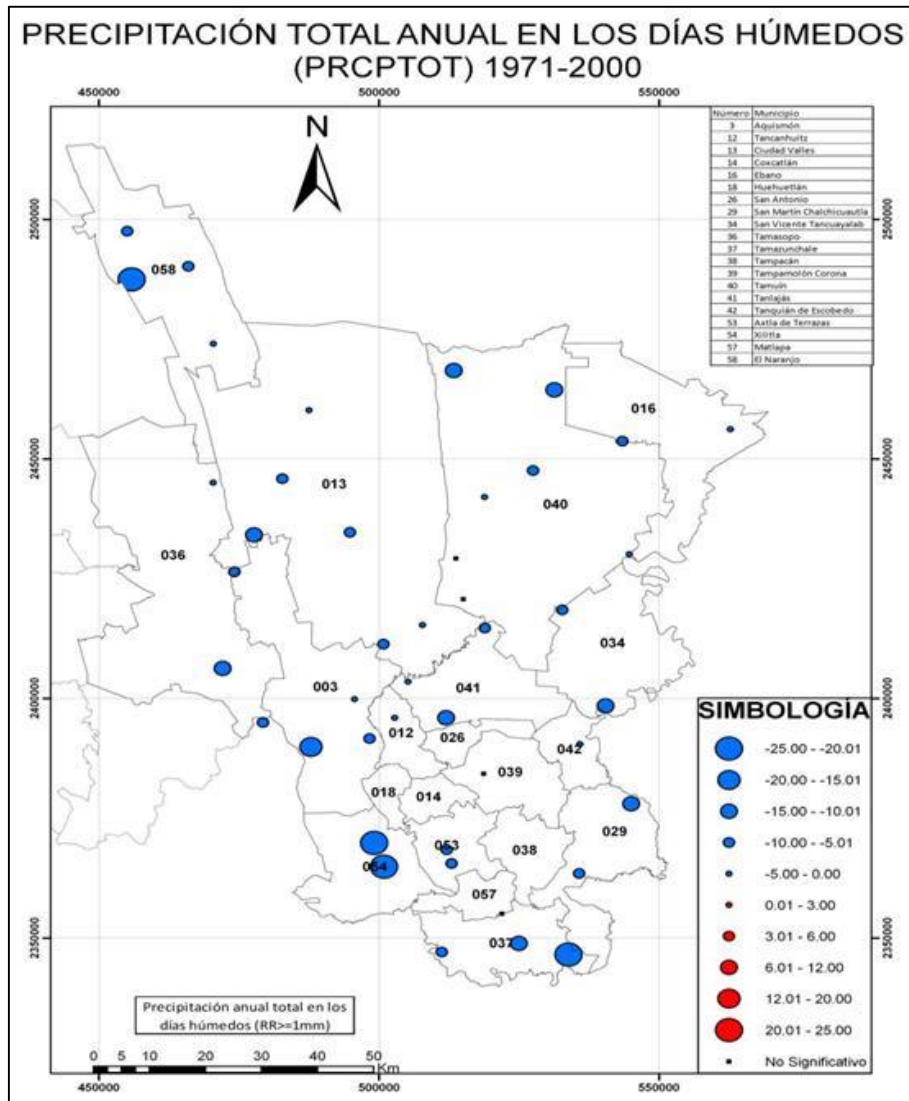 PRECIPITACIÓN TOTAL ANUAL EN LOS DÍAS HÚMEDOS
(PRCPTOT) 1971-2000
450000 500000 550000
N
Número Municipio
3 Aquismón
12 Tancanhuitz
13 Ciudad Valles
14 Coxcatlán
16 Ebano
18 Huehuetlán
26 San Antonio
29 San Martín Chalchicuautla
34 San Vicente Tancuayalab
36 Tamasopo
37 Tamazunchale
38 Tampacán
39 Tampamolón Corona
40 Tamuín
41 Tanlajás
42 Tanquián de Escobedo
53 Axtla de Terrazas
54 Xilitla
57 Matlapa
58 El Naranjo
2500000 2500000
058
016
2450000 2450000
013
040
036
034
003
041
2400000 2400000
012
026
042
039
018
014
029
053
038
054
057
037
2350000 2350000
SIMBOLOGÍA
-25.00 - -20.01
-20.00 - -15.01
-15.00 - -10.01
-10.00 - -5.01
-5.00 - 0.00
0.01 - 3.00
3.01 - 6.00
6.01 - 12.00
12.01 - 20.00
20.01 - 25.00
No Significativo
Precipitación anual total en los
días húmedos (RR>=1mm)
0 5 10 20 30 40 50
Km
450000 500000 550000